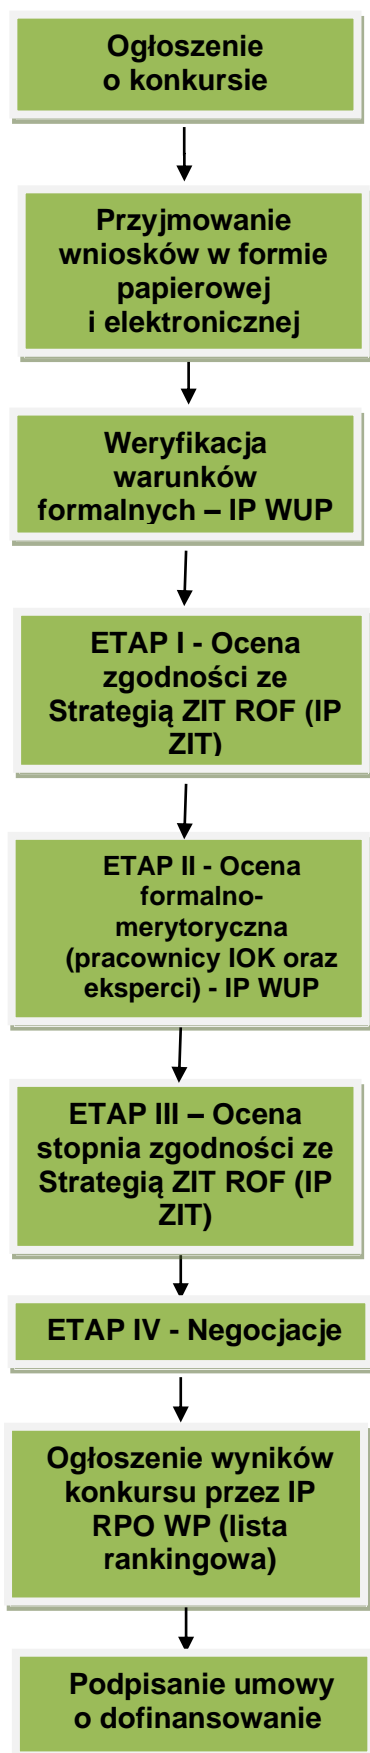 Ogłoszenie
o konkursie
Przyjmowanie
wniosków w formie
papierowej
i elektronicznej
Weryfikacja
warunków
formalnych – IP WUP
ETAP I - Ocena
zgodności ze
Strategią ZIT ROF (IP
ZIT)
ETAP II - Ocena
formalno-
merytoryczna
(pracownicy IOK oraz
eksperci) - IP WUP
ETAP III – Ocena
stopnia zgodności ze
Strategią ZIT ROF (IP
ZIT)
ETAP IV - Negocjacje
Ogłoszenie wyników
konkursu przez IP
RPO WP (lista
rankingowa)
Podpisanie umowy
o dofinansowanie